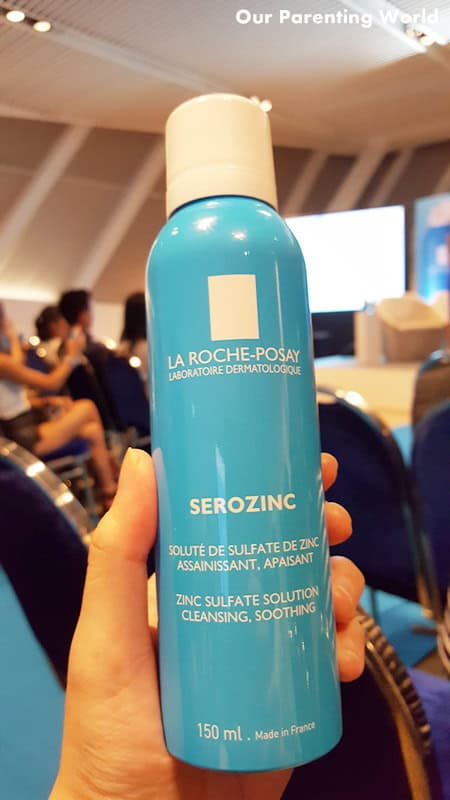 Our Parenting World
LA ROCHE-POSAY
LABORATOIRE DERMATOLOGIQUE
SEROZINC
SOLUTÉ DE SULFATE DE ZINC
ASSAINISSANT, APAISANT
ZINC SULFATE SOLUTION
CLEANSING, SOOTHING
150 ml . Made in France